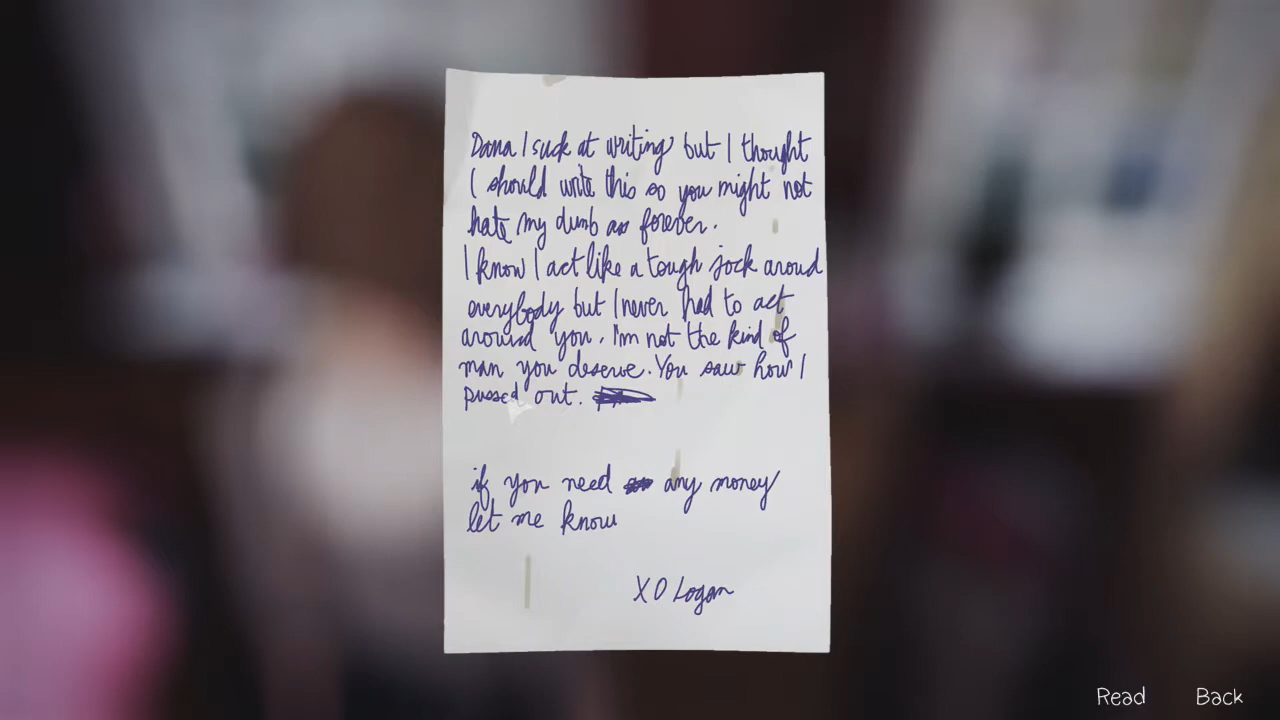 Dana I suck at writing but I thought
I should write this so you might not
hate my dumb ass forever.
I know I act like a tough jock aroud
everybody but I never had to act
around you. I'm not the kind of
man you deserve. You saw how I
pussed out.
if you need any money
let me know
XO Logan
Read
Back